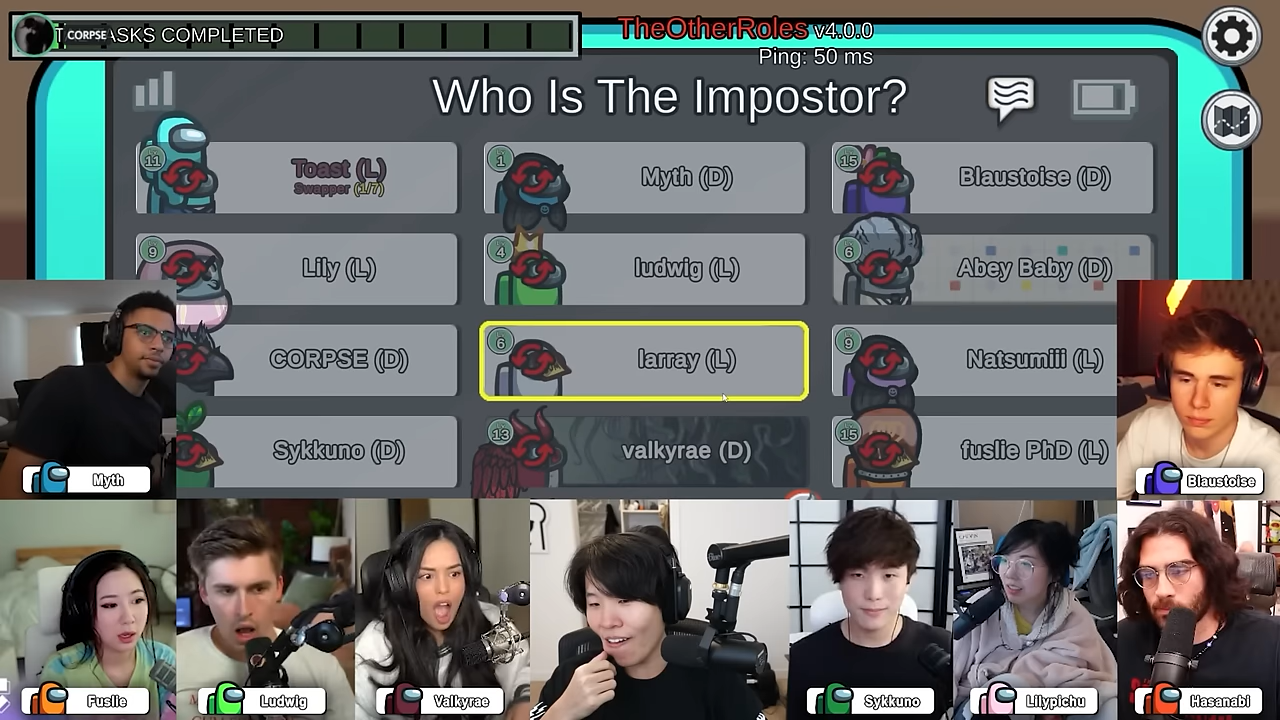 CORPSE
TASKS COMPLETED
TheOtherRoles v4.0.0
Ping: 50 ms
Who Is The Impostor?
11
Toast (L)
Swapper (1/7)
1
Myth (D)
15
Blaustoise (D)
9
Lily (L)
4
ludwig (L)
6
Abey Baby (D)
CORPSE (D)
6
larray (L)
9
Natsumiii (L)
Sykkuno (D)
13
valkyrae (D)
15
fuslie PhD (L)
Myth
Blaustoise
Fuslie
Ludwig
Valkyrae
Sykkuno
Lilypichu
Hasanabi